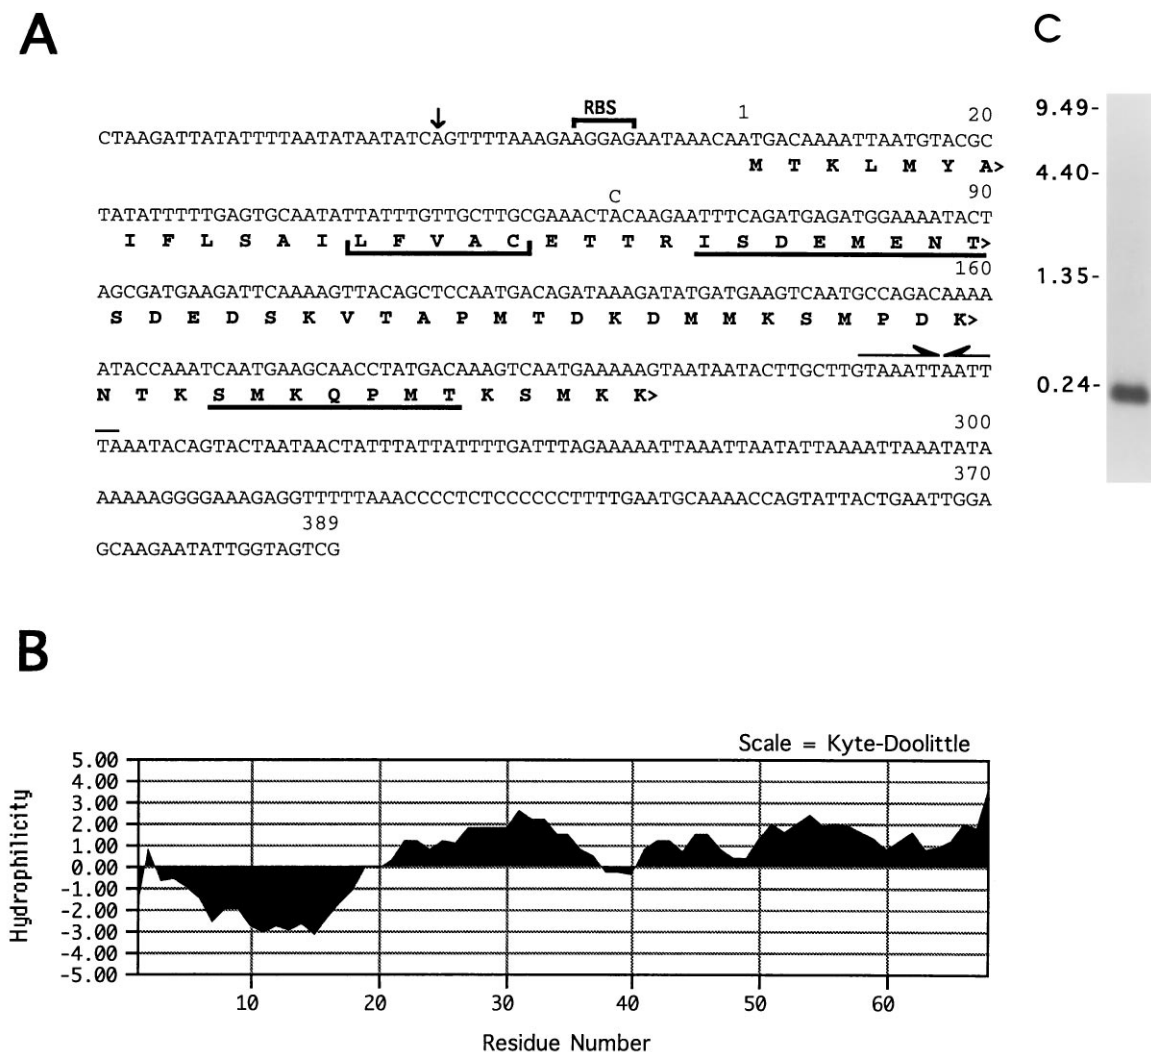 A
C
RBS
1 20
CTAAGATTATATTTTAATATAATATCAGTTTTAAAGAAGGAGAATAAACAATGACAAAATTAATGTACGC
M T K L M Y A>
C 90
TATATTTTTGAGTGCAATATTATTTGTTGCTTGCGAAACTACAAGAATTTCAGATGAGATGGAAAATACT
I F L S A I L F V A C E T T R I S D E M E N T>
160
AGCGATGAAGATTCAAAAGTTACAGCTCCAATGACAGATAAAGATATGATGAAGTCAATGCCAGACAAAA
S D E D S K V T A P M T D K D M M K S M P D K>
ATACCAAATCAATGAAGCAACCTATGACAAAGTCAATGAAAAAGTAATAATACTTGCTTGTAAATTAATT
N T K S M K Q P M T K S M K K>
300
TAAATACAGTACTAATAACTATTTATTATTTTGATTTAGAAAAATTAAATTAATATTAAAATTAAATATA
370
AAAAAGGGGAAAGAGGTTTTTAAACCCCTCTCCCCCCTTTTGAATGCAAAACCAGTATTACTGAATTGGA
389
GCAAGAATATTGGTAGTCG
9.49-
4.40-
1.35-
0.24-
B
Scale = Kyte-Doolittle
Hydrophilicity
5.00
4.00
3.00
2.00
1.00
0.00
-1.00
-2.00
-3.00
-4.00
-5.00
10 20 30 40 50 60
Residue Number